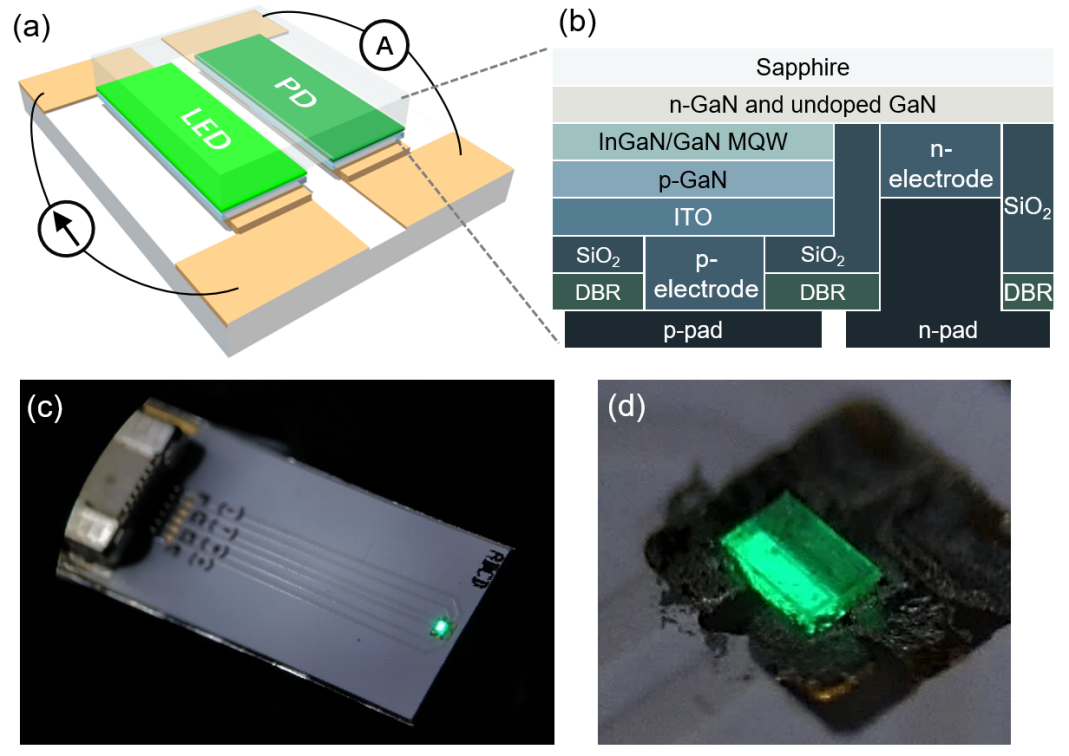 (a)
A
PD
LED
(b)
Sapphire
n-GaN and undoped GaN
InGaN/GaN MQW
p-GaN
ITO
n-
electrode
SiO₂
SiO₂
p-
electrode
SiO₂
DBR
DBR
DBR
p-pad
n-pad
(c)
(d)